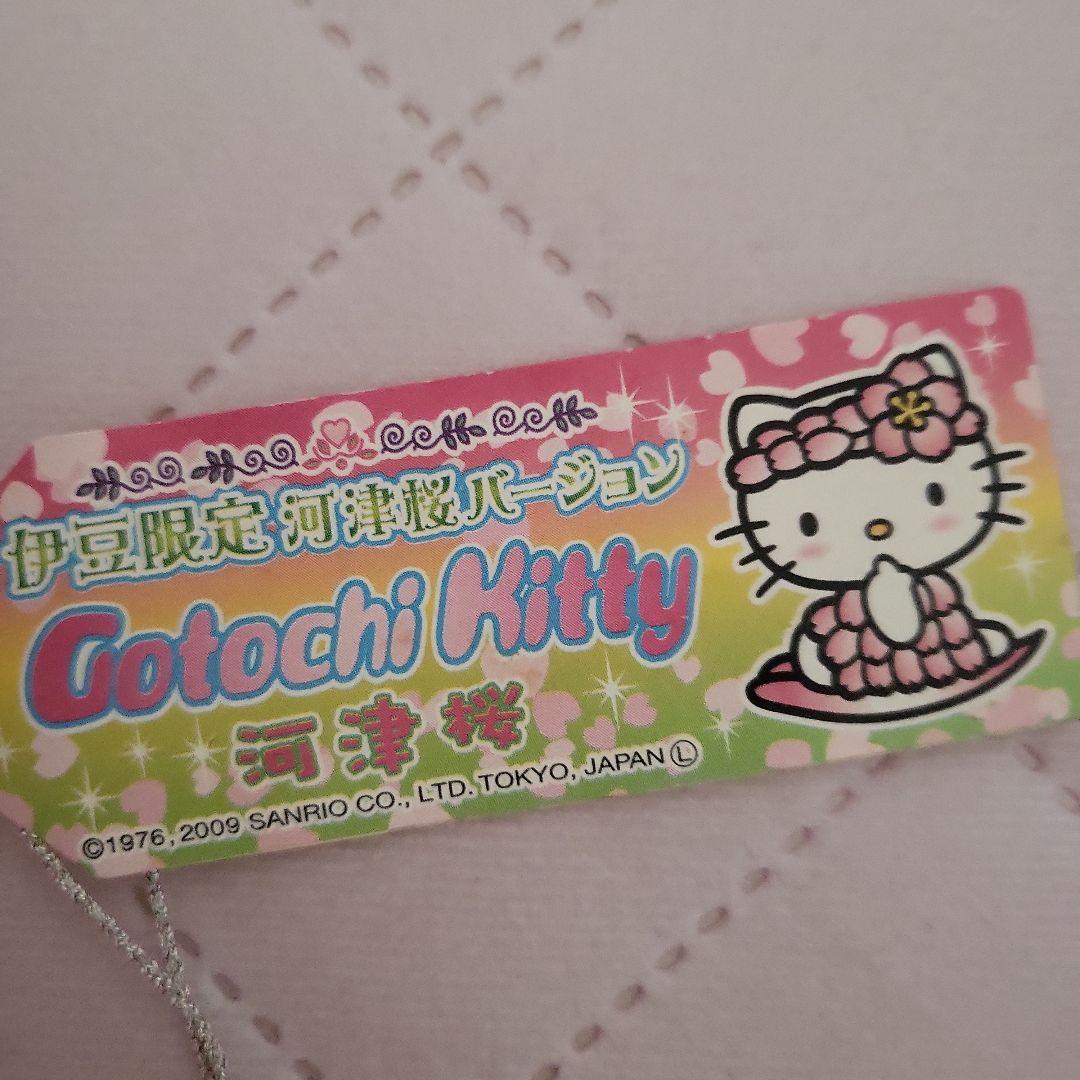 伊豆限定 河津桜バージョン
Gotochi Kitty
河津桜
©1976, 2009 SANRIO CO., LTD. TOKYO, JAPAN Ⓛ